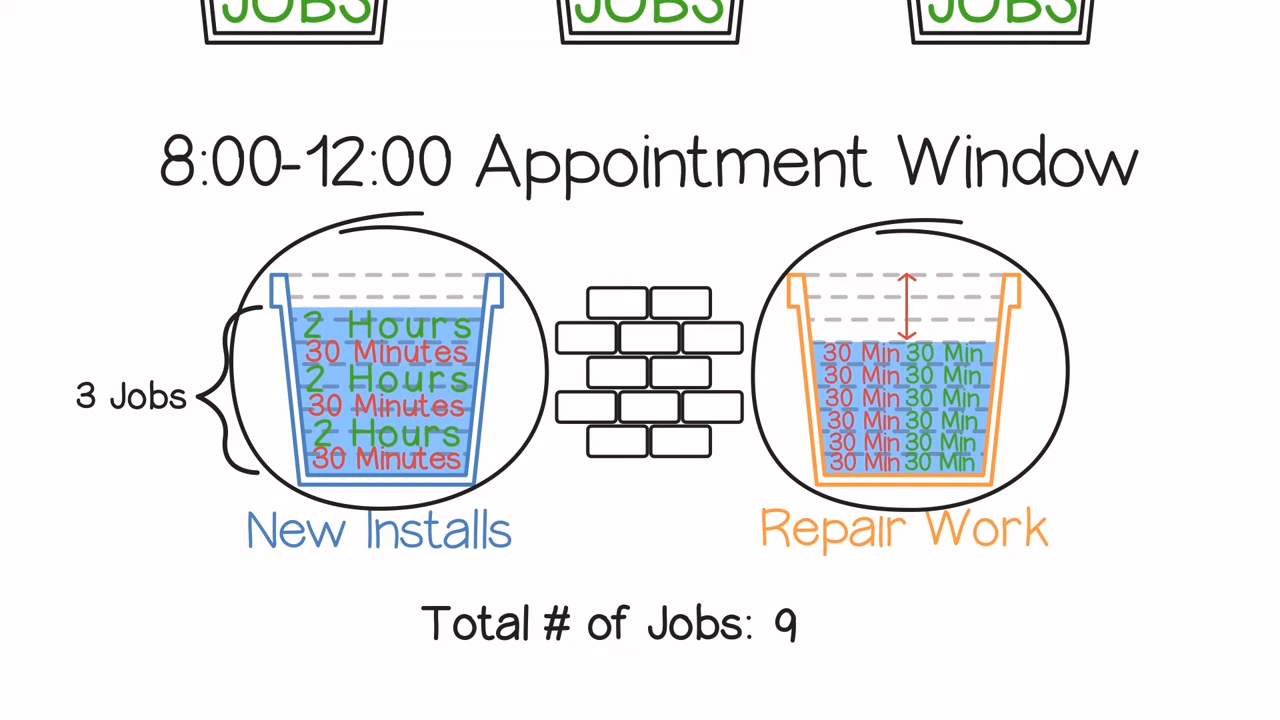 JOBS JOBS JOBS
8:00-12:00 Appointment Window
2 Hours
30 Minutes
2 Hours
30 Minutes
2 Hours
30 Minutes
3 Jobs
New Installs
30 Min 30 Min
30 Min 30 Min
30 Min 30 Min
30 Min 30 Min
30 Min 30 Min
30 Min 30 Min
Repair Work
Total # of Jobs: 9